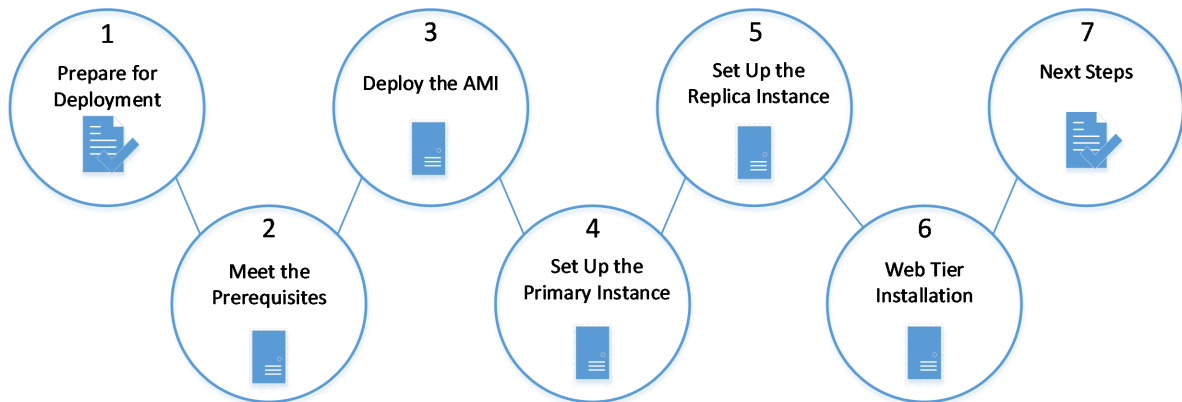 1
Prepare for
Deployment
2
Meet the
Prerequisites
3
Deploy the AMI
4
Set Up the
Primary Instance
5
Set Up the
Replica Instance
6
Web Tier
Installation
7
Next Steps